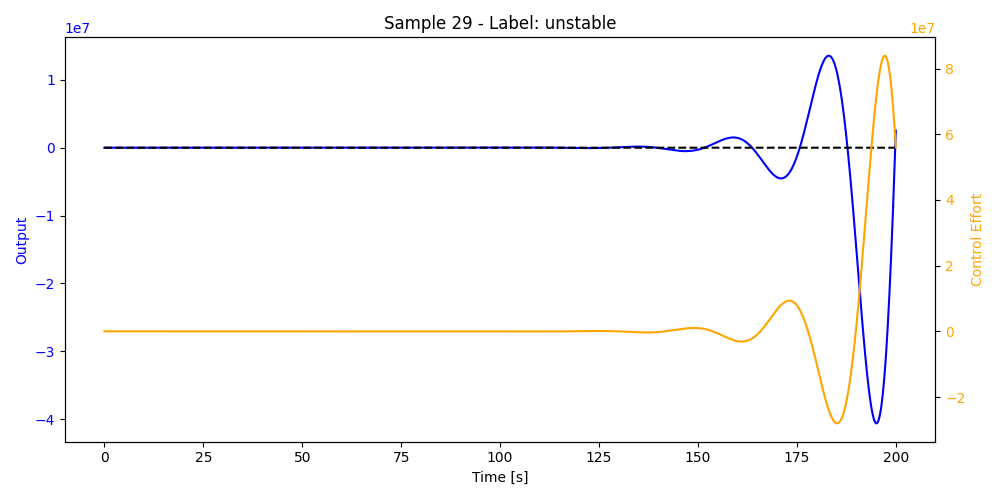 Sample 29 - Label: unstable
1e7
1e7
1
0
−1
−2
−3
−4
8
6
4
2
0
−2
Output
Control Effort
0 25 50 75 100 125 150 175 200
Time [s]